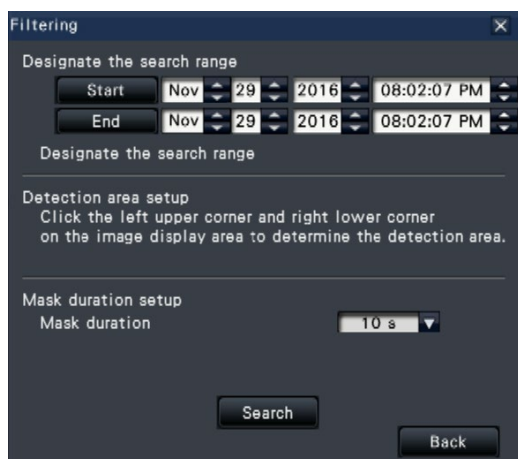 Filtering
Designate the search range
Start Nov 29 2016 08:02:07 PM
End Nov 29 2016 08:02:07 PM
Designate the search range
Detection area setup
Click the left upper corner and right lower corner
on the image display area to determine the detection area.
Mask duration setup
Mask duration 10 s
Search
Back